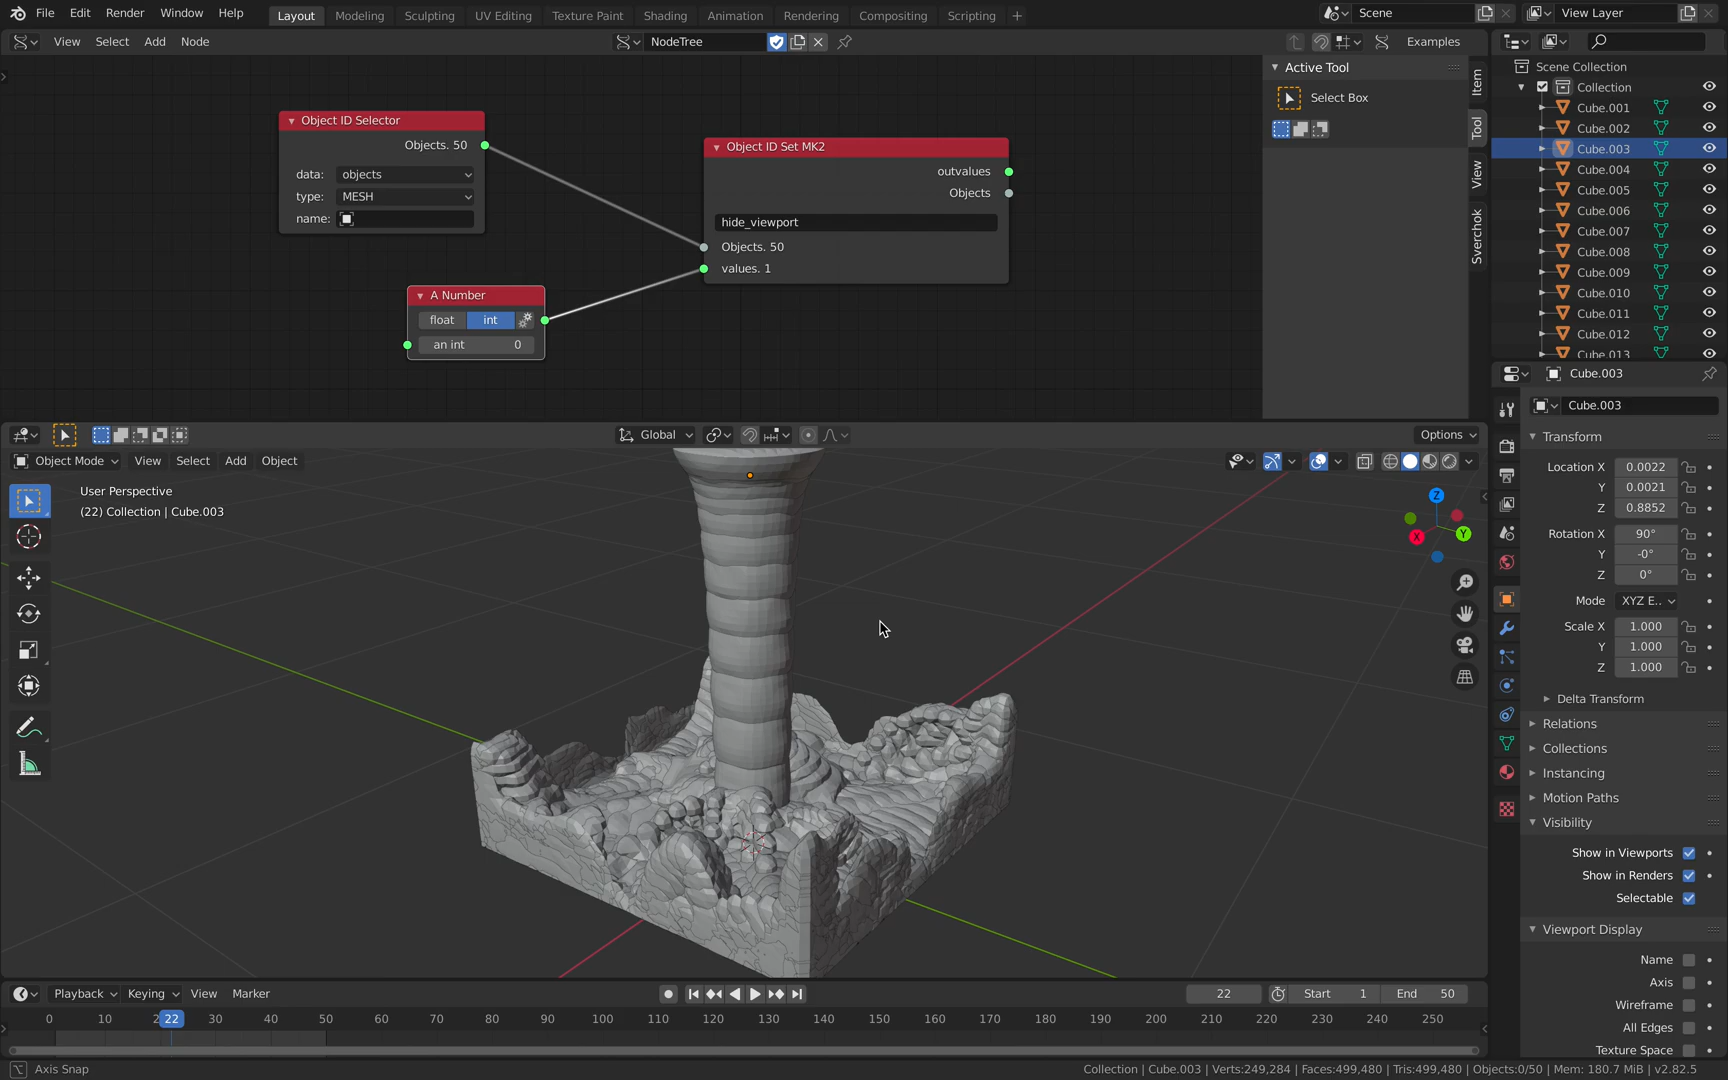 File Edit Render Window Help Layout Modeling Sculpting UV Editing Texture Paint Shading Animation Rendering Compositing Scripting + Scene View Layer
View Select Add Node NodeTree Examples
Object ID Selector
Objects. 50
data: objects
type: MESH
name:
A Number
float int
an int 0
Object ID Set MK2
outvalues
Objects
hide_viewport
Objects. 50
values. 1
Active Tool
Select Box
Item
Tool
View
Sverchok
Scene Collection
Collection
Cube.001
Cube.002
Cube.003
Cube.004
Cube.005
Cube.006
Cube.007
Cube.008
Cube.009
Cube.010
Cube.011
Cube.012
Cube.013
Global Options
Object Mode View Select Add Object
User Perspective
(22) Collection | Cube.003
Z
X
Y
Cube.003
Cube.003
Transform
Location X 0.0022
Y 0.0021
Z 0.8852
Rotation X 90°
Y -0°
Z 0°
Mode XYZ E..
Scale X 1.000
Y 1.000
Z 1.000
Delta Transform
Relations
Collections
Instancing
Motion Paths
Visibility
Show in Viewports
Show in Renders
Selectable
Viewport Display
Name
Axis
Wireframe
All Edges
Texture Space
Playback Keying View Marker 22 Start 1 End 50
0 10 2 22 30 40 50 60 70 80 90 100 110 120 130 140 150 160 170 180 190 200 210 220 230 240 250
Axis Snap
Collection | Cube.003 | Verts:249,284 | Faces:499,480 | Tris:499,480 | Objects:0/50 | Mem: 180.7 MiB | v2.82.5